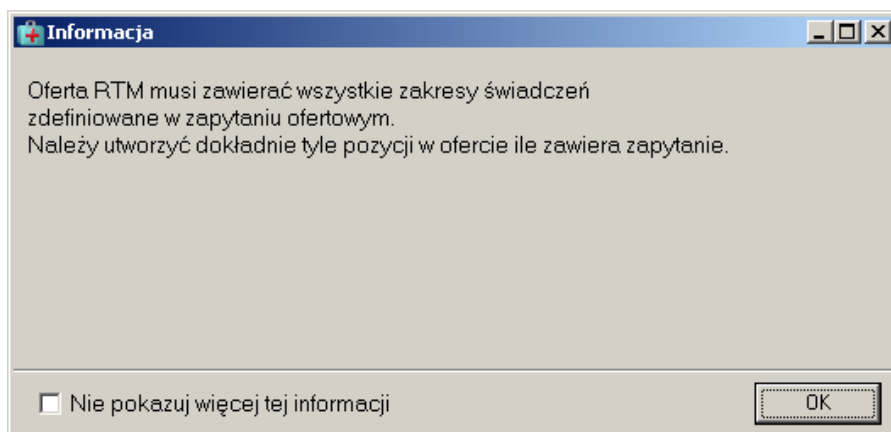 Informacja
Oferta RTM musi zawierać wszystkie zakresy świadczeń
zdefiniowane w zapytaniu ofertowym.
Należy utworzyć dokładnie tyle pozycji w ofercie ile zawiera zapytanie.
Nie pokazuj więcej tej informacji
OK